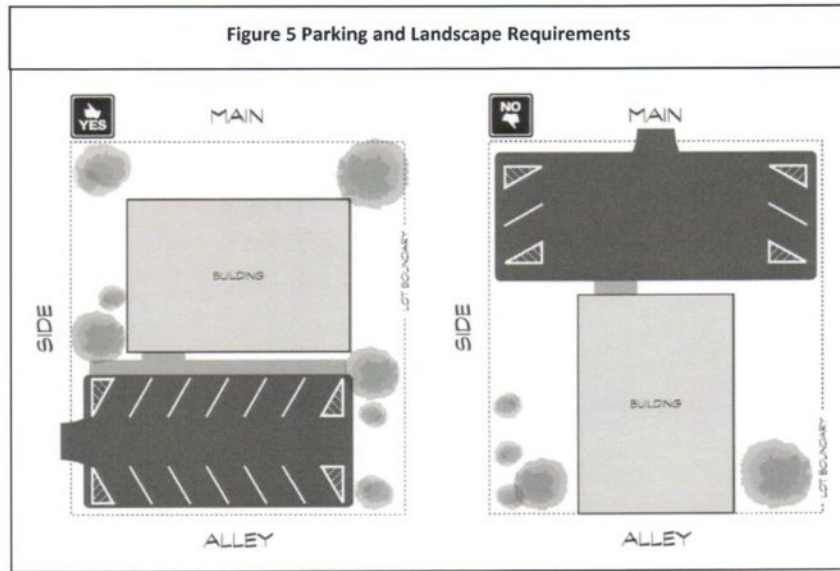 Figure 5 Parking and Landscape Requirements
YES
MAIN
BUILDING
LOT BOUNDARY
SIDE
ALLEY
NO
MAIN
SIDE
BUILDING
LOT BOUNDARY
ALLEY